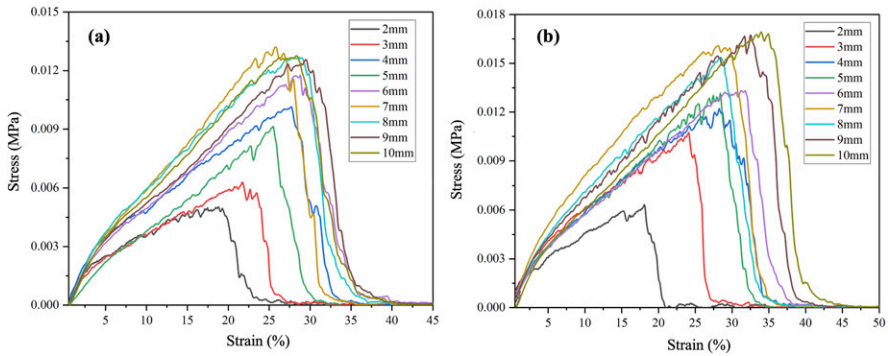 (a)
0.015
0.012
0.009
0.006
0.003
0.000
Stress (MPa)
5 10 15 20 25 30 35 40 45
Strain (%)
2mm
3mm
4mm
5mm
6mm
7mm
8mm
9mm
10mm
(b)
0.018
0.015
0.012
0.009
0.006
0.003
0.000
Stress (MPa)
5 10 15 20 25 30 35 40 45 50
Strain (%)
2mm
3mm
4mm
5mm
6mm
7mm
8mm
9mm
10mm